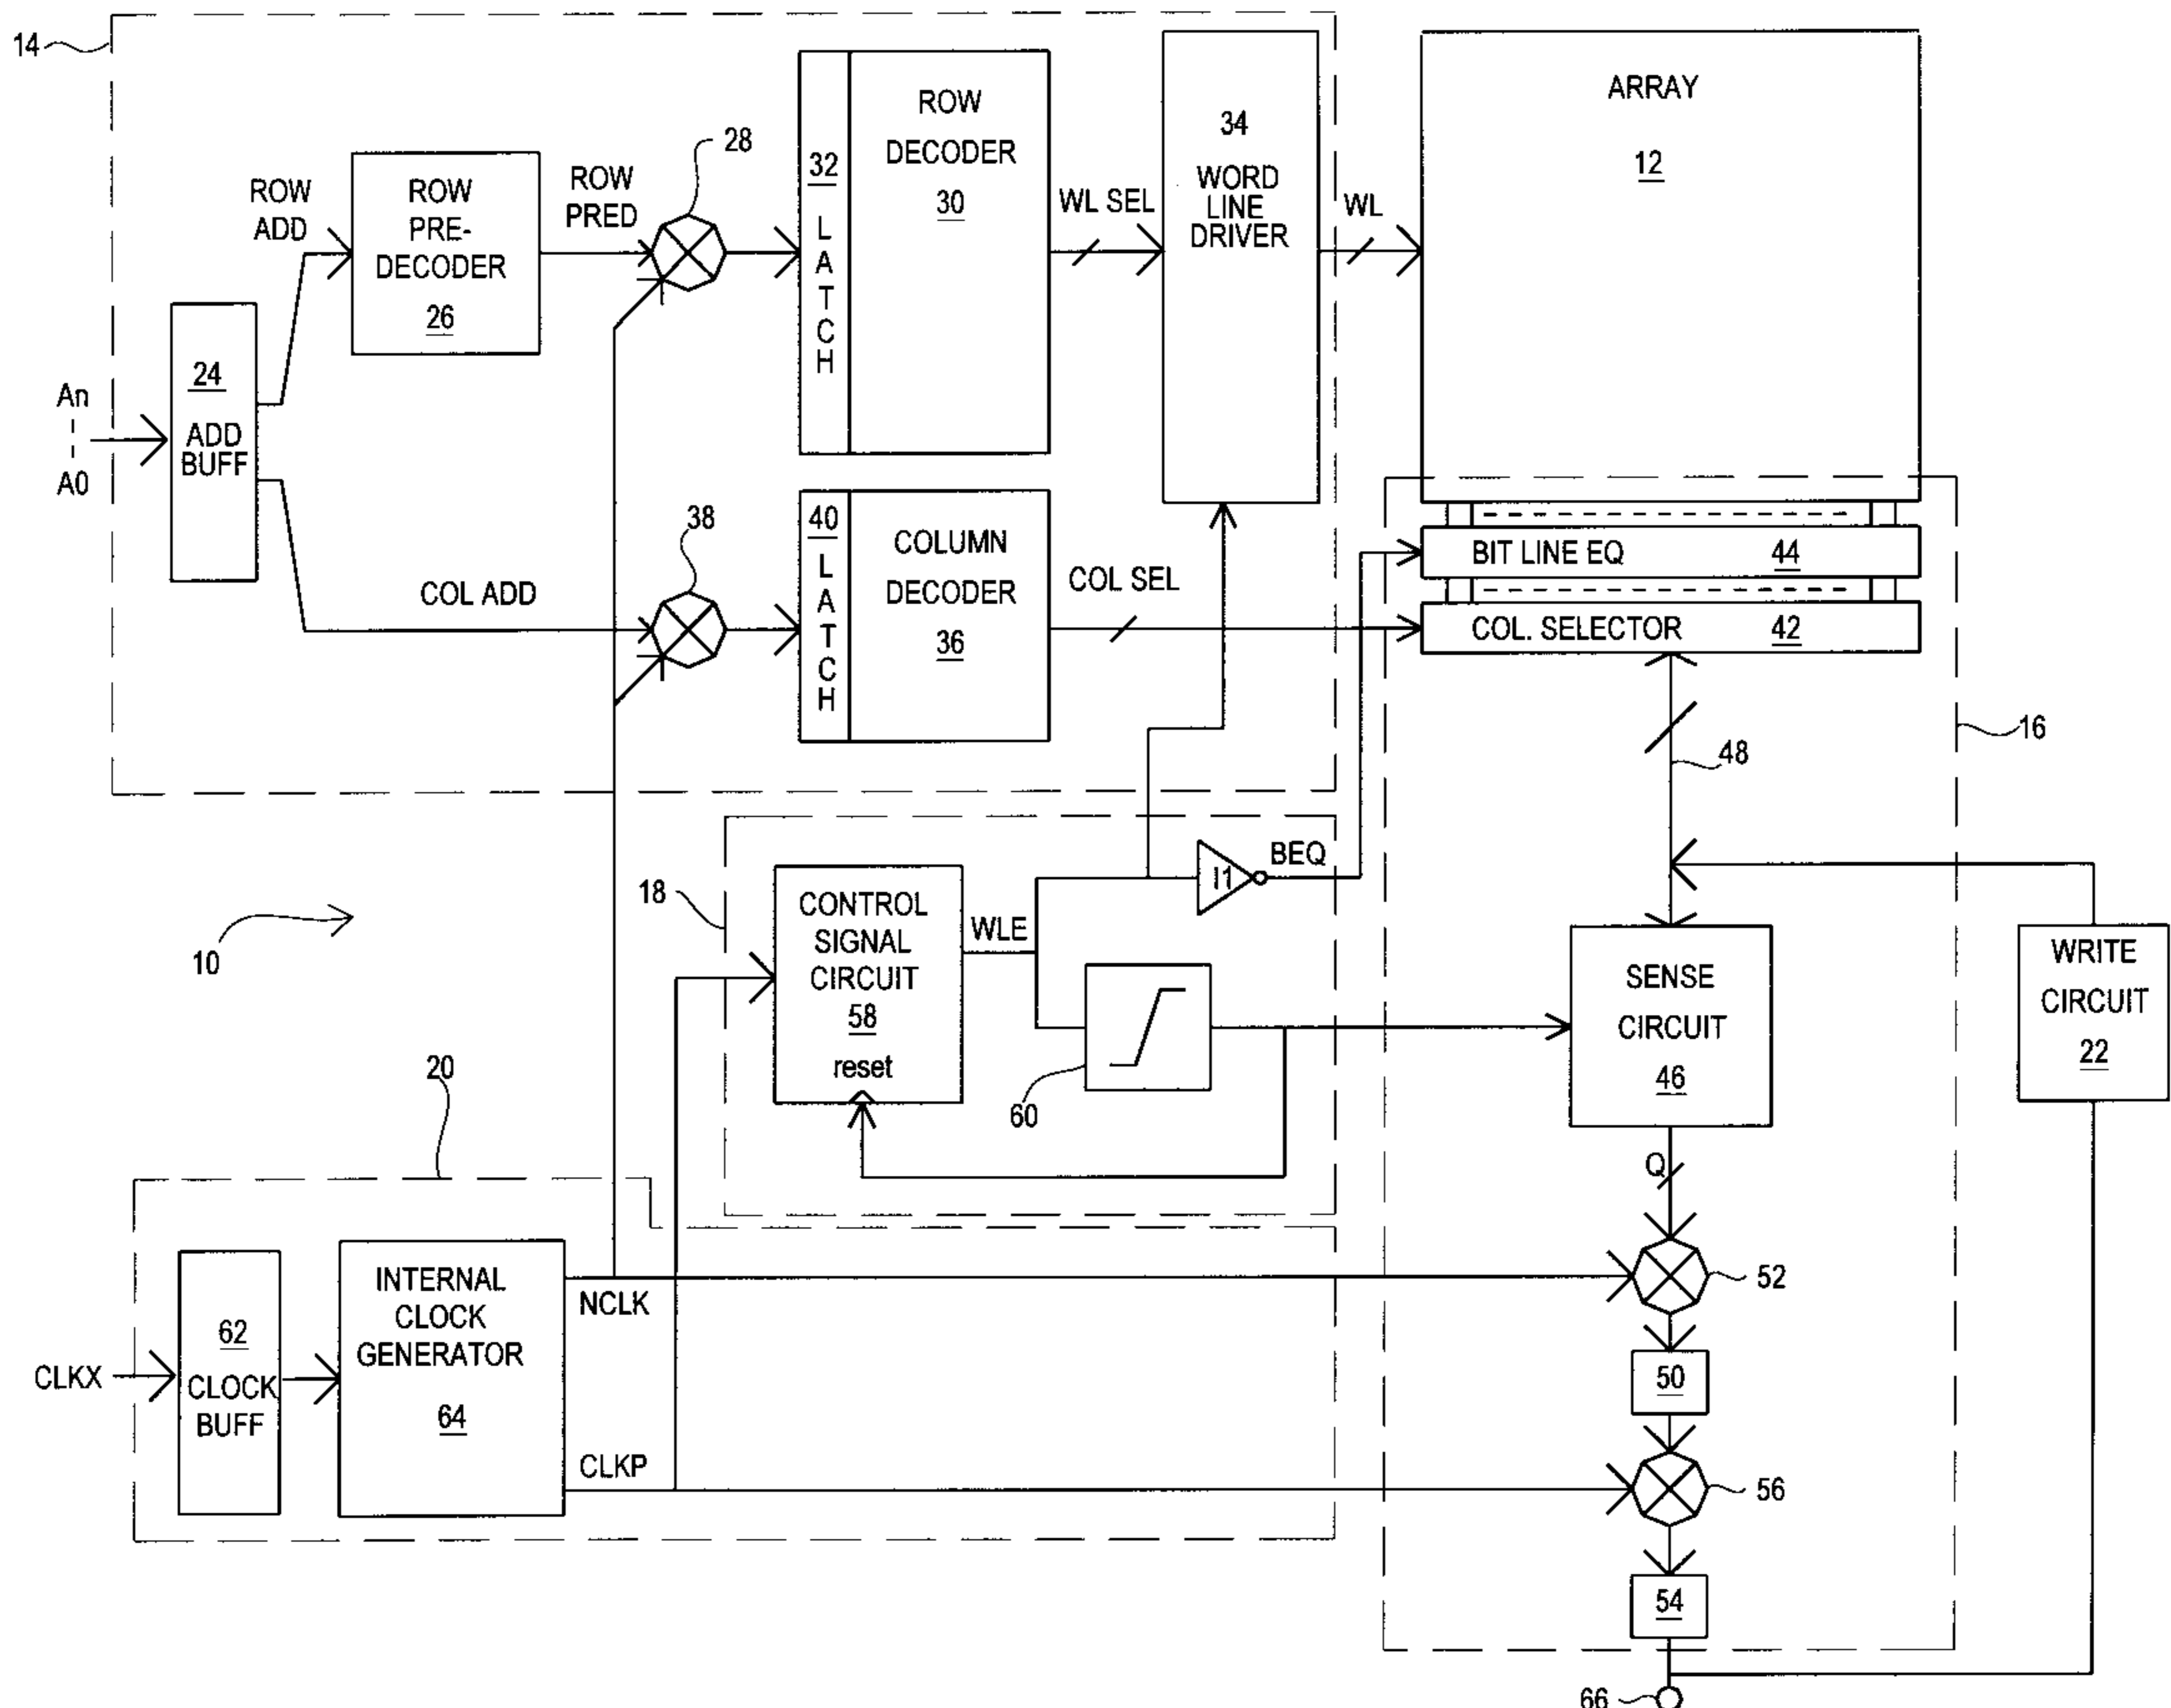 14
ROW
ADD
ROW
PRE-
DECODER
26
ROW
PRED
28
32
LATCH
ROW
DECODER
30
WL SEL
34
WORD
LINE
DRIVER
WL
ARRAY
12
An
A0
24
ADD
BUFF
COL ADD
38
40
LATCH
COLUMN
DECODER
36
COL SEL
BIT LINE EQ 44
COL. SELECTOR 42
16
48
10
18
CONTROL
SIGNAL
CIRCUIT
58
reset
WLE
I1
BEQ
60
SENSE
CIRCUIT
46
WRITE
CIRCUIT
22
Q
20
CLKX
62
CLOCK
BUFF
INTERNAL
CLOCK
GENERATOR
64
NCLK
CLKP
52
50
56
54
66